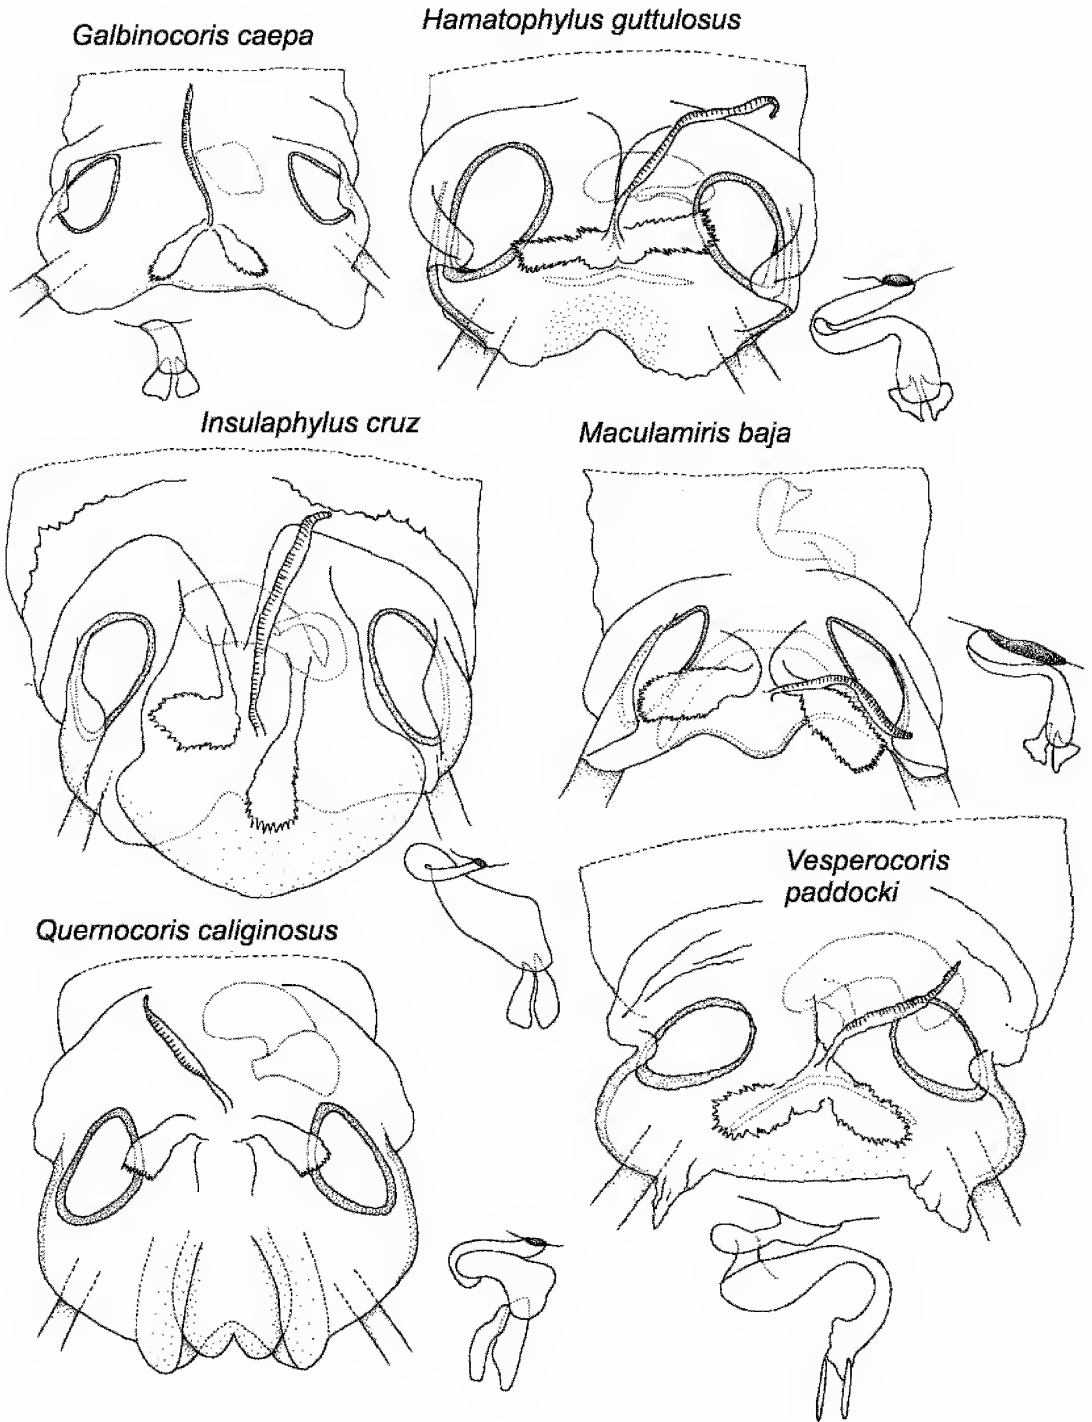 Galbinocoris caepa
Hamatophylus guttulosus
Insulaphylus cruz
Maculamiris baja
Vesperocoris
paddocki
Quernocoris caliginosus